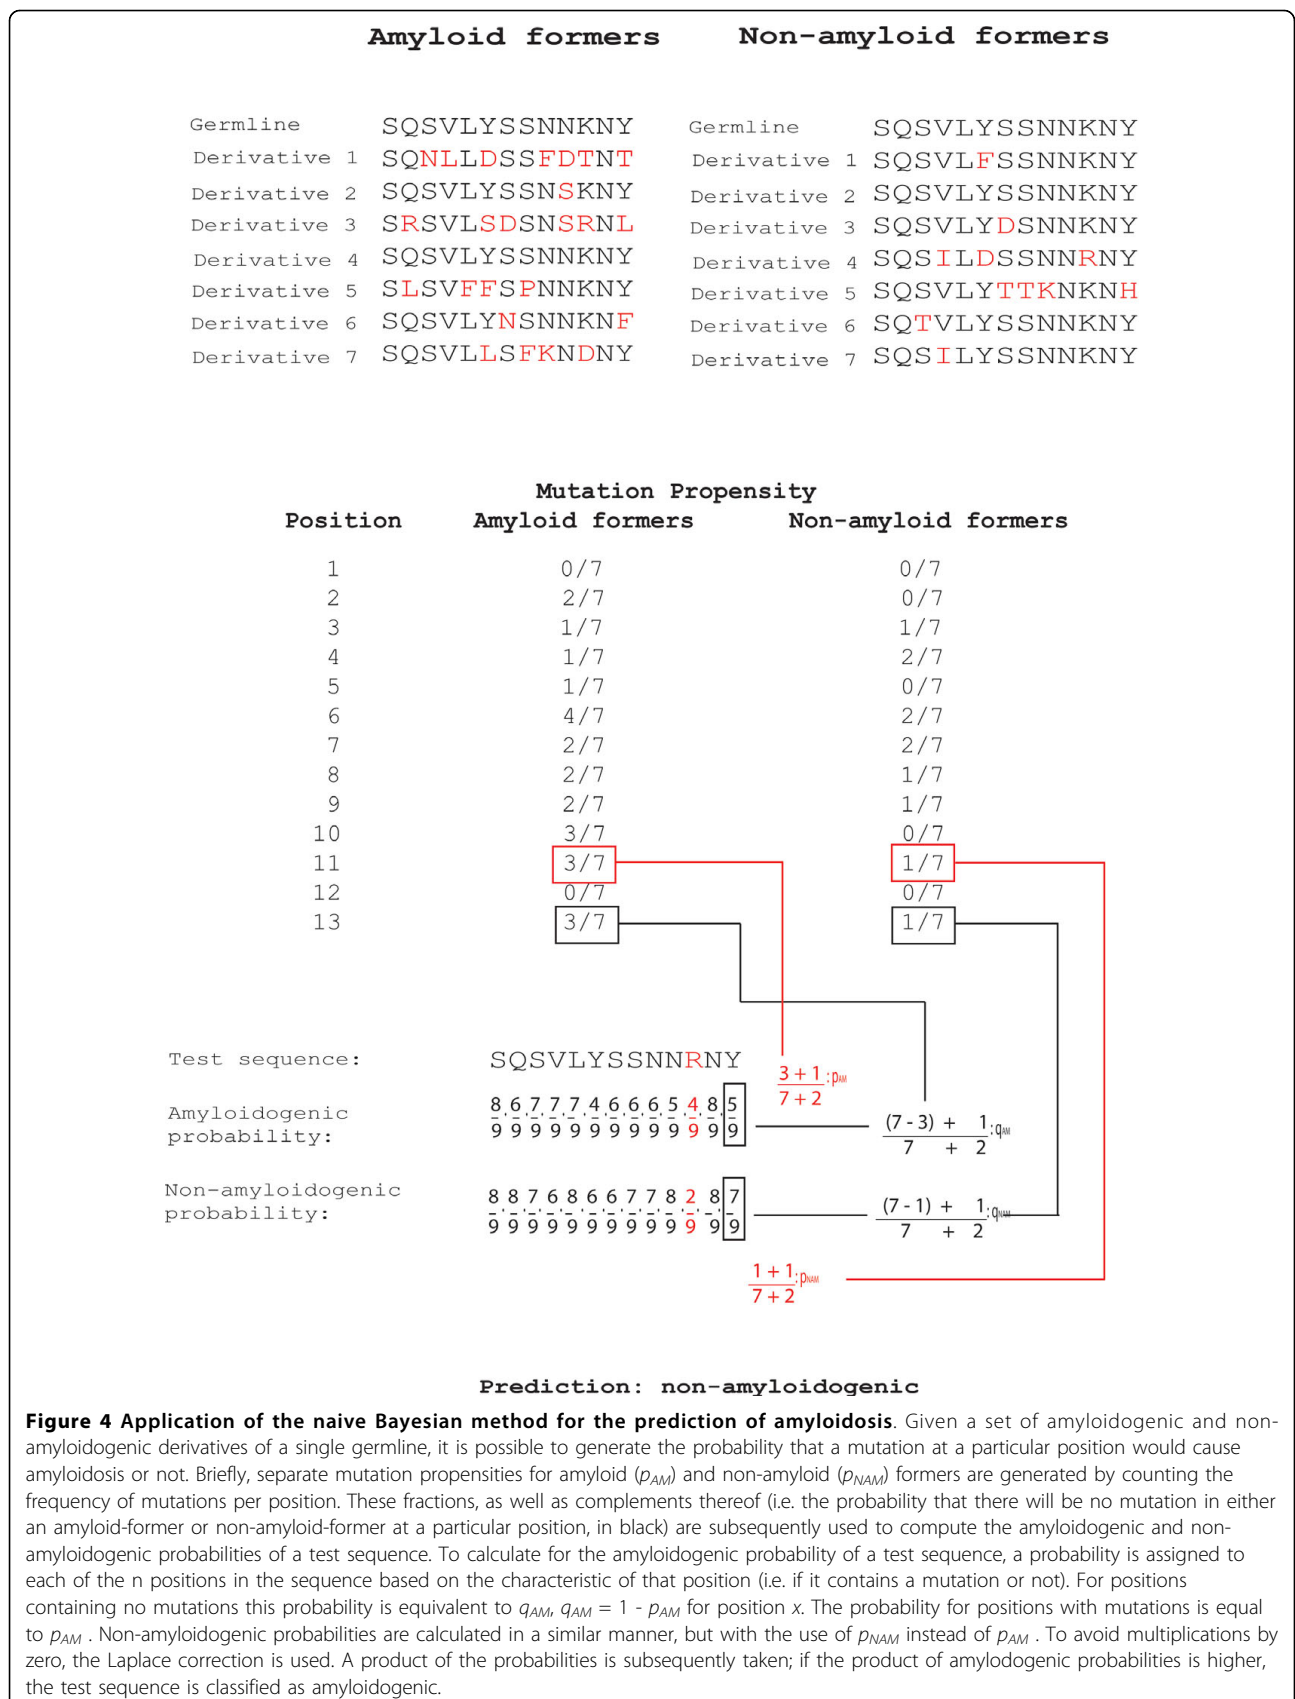 Amyloid formers Non-amyloid formers
Germline SQSVLYSSNNKNY Germline SQSVLYSSNNKNY
Derivative 1 SQNLLDSSFDTNT Derivative 1 SQSVLFSSNNKNY
Derivative 2 SQSVLYSSNSKNY Derivative 2 SQSVLYSSNNKNY
Derivative 3 SRSVLSDSNSRNL Derivative 3 SQSVLYDSNNKNY
Derivative 4 SQSVLYSSNNKNY Derivative 4 SQSILDSSNNRNY
Derivative 5 SLSVFFSPNNKNY Derivative 5 SQSVLYTTKNKNH
Derivative 6 SQSVLYNSNNKNF Derivative 6 SQTVLYSSNNKNY
Derivative 7 SQSVLLSFKNDNY Derivative 7 SQSILYSSNNKNY
Mutation Propensity
Position Amyloid formers Non-amyloid formers
1 0/7 0/7
2 2/7 0/7
3 1/7 1/7
4 1/7 2/7
5 1/7 0/7
6 4/7 2/7
7 2/7 2/7
8 2/7 1/7
9 2/7 1/7
10 3/7 0/7
11 3/7 1/7
12 0/7 0/7
13 3/7 1/7
Test sequence: SQSVLYSSNNRNY
3 + 1 :pAM
7 + 2
Amyloidogenic
probability:
8 . 6 . 7 . 7 . 7 . 4 . 6 . 6 . 6 . 5 . 4 . 8 . 5
9 9 9 9 9 9 9 9 9 9 9 9 9
(7 - 3) + 1 :qAM
7 + 2
Non-amyloidogenic
probability:
8 . 8 . 7 . 6 . 8 . 6 . 6 . 7 . 7 . 8 . 2 . 8 . 7
9 9 9 9 9 9 9 9 9 9 9 9 9
(7 - 1) + 1 :qNAM
7 + 2
1 + 1 :pNAM
7 + 2
Prediction: non-amyloidogenic
Figure 4 Application of the naive Bayesian method for the prediction of amyloidosis. Given a set of amyloidogenic and non-
amyloidogenic derivatives of a single germline, it is possible to generate the probability that a mutation at a particular position would cause
amyloidosis or not. Briefly, separate mutation propensities for amyloid (pAM) and non-amyloid (pNAM) formers are generated by counting the
frequency of mutations per position. These fractions, as well as complements thereof (i.e. the probability that there will be no mutation in either
an amyloid-former or non-amyloid-former at a particular position, in black) are subsequently used to compute the amyloidogenic and non-
amyloidogenic probabilities of a test sequence. To calculate for the amyloidogenic probability of a test sequence, a probability is assigned to
each of the n positions in the sequence based on the characteristic of that position (i.e. if it contains a mutation or not). For positions
containing no mutations this probability is equivalent to qAM, qAM = 1 - pAM for position x. The probability for positions with mutations is equal
to pAM . Non-amyloidogenic probabilities are calculated in a similar manner, but with the use of pNAM instead of pAM . To avoid multiplications by
zero, the Laplace correction is used. A product of the probabilities is subsequently taken; if the product of amylodogenic probabilities is higher,
the test sequence is classified as amyloidogenic.